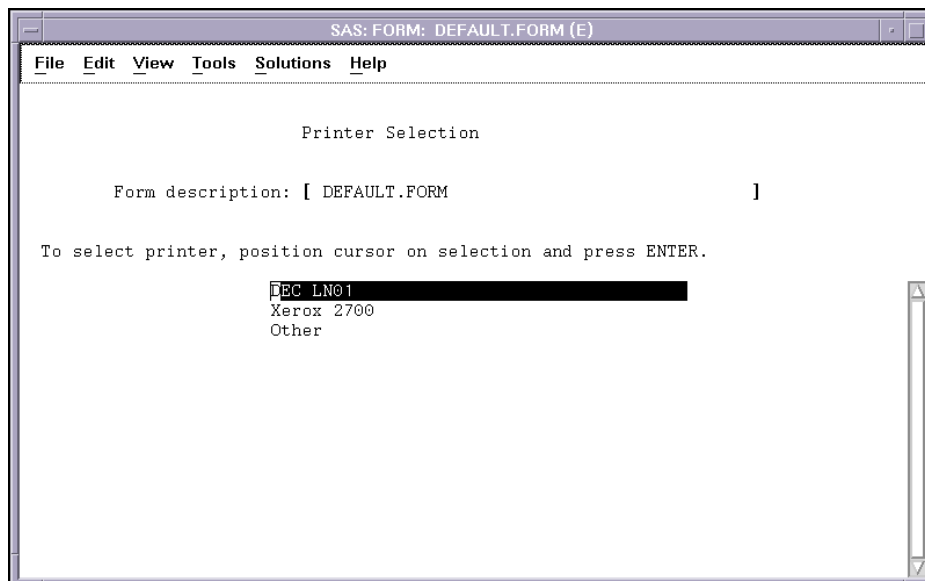 SAS: FORM: DEFAULT.FORM (E)
File Edit View Tools Solutions Help
Printer Selection
Form description: [ DEFAULT.FORM ]
To select printer, position cursor on selection and press ENTER.
DEC LN01
Xerox 2700
Other